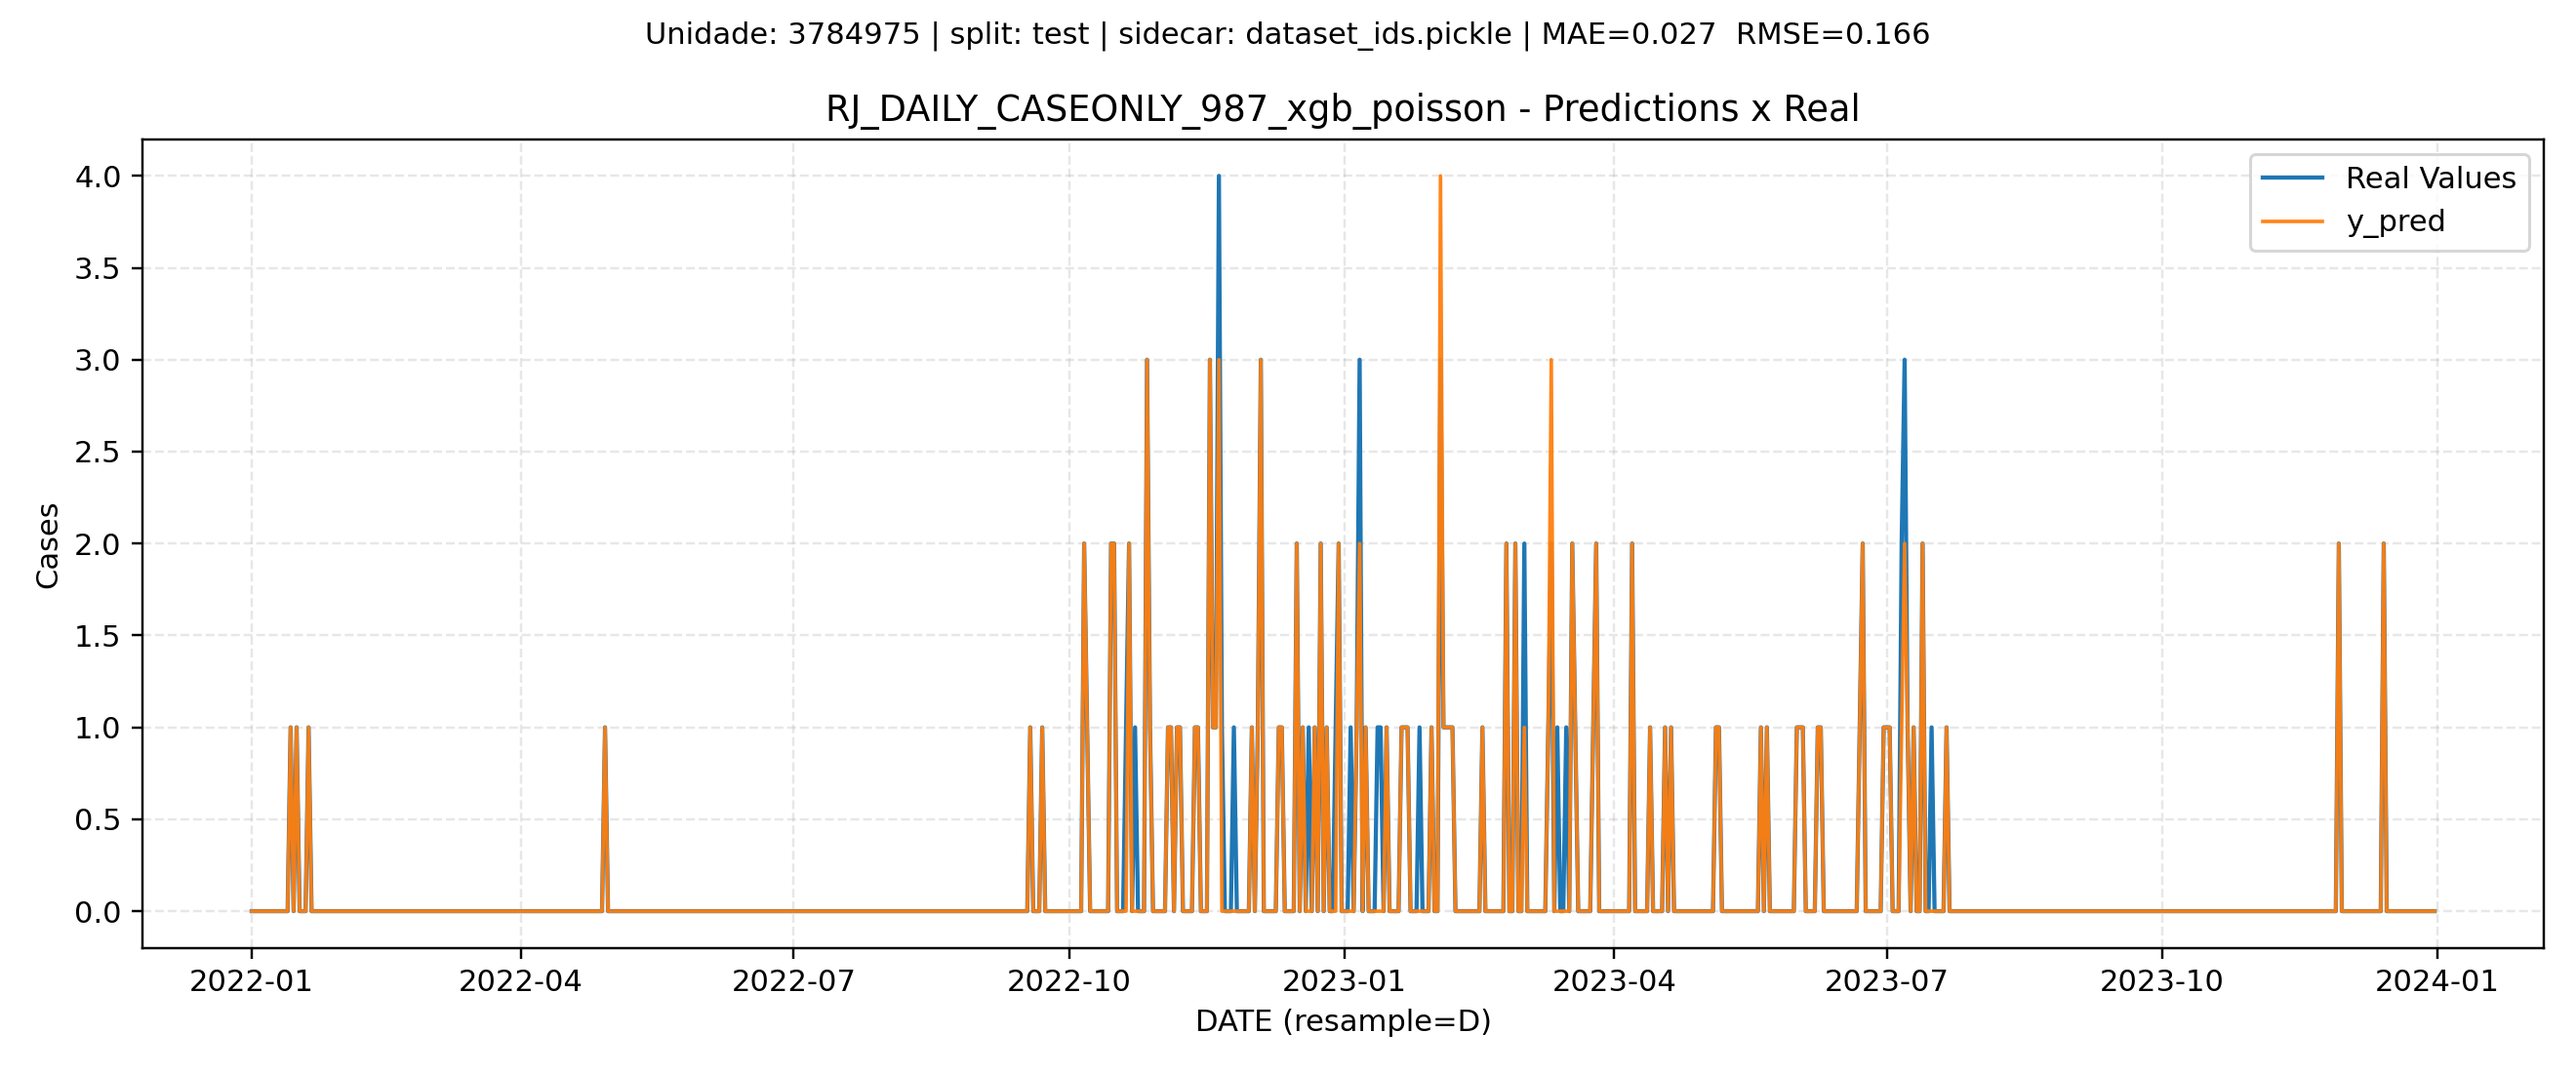 Unidade: 3784975 | split: test | sidecar: dataset_ids.pickle | MAE=0.027  RMSE=0.166
RJ_DAILY_CASEONLY_987_xgb_poisson - Predictions x Real
Real Values
y_pred
4.0
3.5
3.0
2.5
2.0
1.5
1.0
0.5
0.0
Cases
2022-01 2022-04 2022-07 2022-10 2023-01 2023-04 2023-07 2023-10 2024-01
DATE (resample=D)